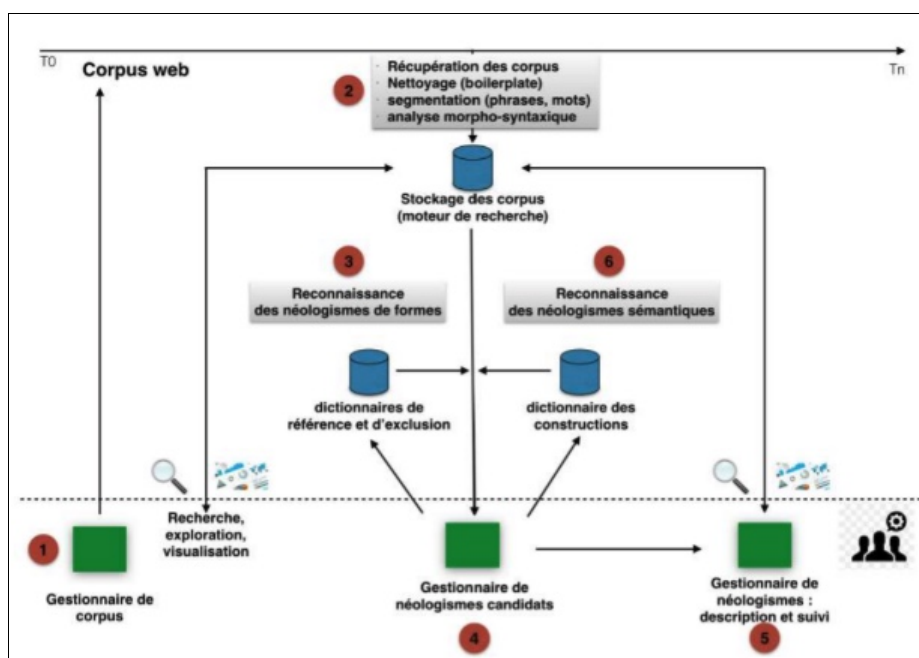 T0
Tn
Corpus web
2
· Récupération des corpus
· Nettoyage (boilerplate)
· segmentation (phrases, mots)
· analyse morpho-syntaxique
Stockage des corpus
(moteur de recherche)
3
Reconnaissance
des néologismes de formes
6
Reconnaissance
des néologismes sémantiques
dictionnaires de
référence et d'exclusion
dictionnaire des
constructions
1
Gestionnaire de
corpus
Recherche,
exploration,
visualisation
Gestionnaire de
néologismes candidats
4
Gestionnaire de
néologismes :
description et suivi
5